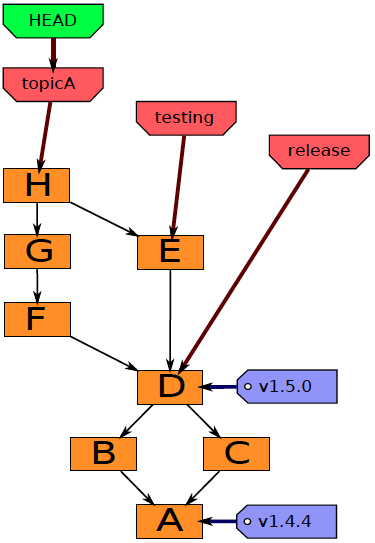 HEAD
topicA
testing
release
H
G
E
F
D
v1.5.0
B
C
A
v1.4.4